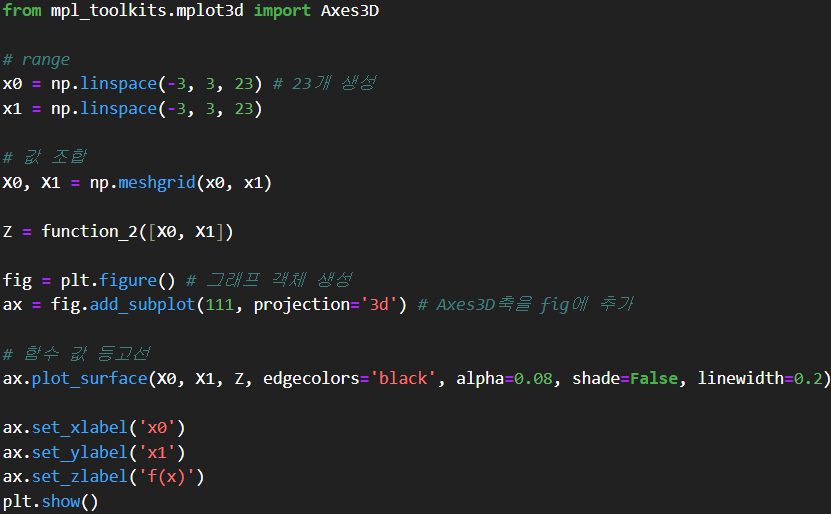 from mpl_toolkits.mplot3d import Axes3D
# range
x0 = np.linspace(-3, 3, 23) # 23개 생성
x1 = np.linspace(-3, 3, 23)
# 값 조합
X0, X1 = np.meshgrid(x0, x1)
Z = function_2([X0, X1])
fig = plt.figure() # 그래프 객체 생성
ax = fig.add_subplot(111, projection='3d') # Axes3D축을 fig에 추가
# 함수 값 등고선
ax.plot_surface(X0, X1, Z, edgecolors='black', alpha=0.08, shade=False, linewidth=0.2)
ax.set_xlabel('x0')
ax.set_ylabel('x1')
ax.set_zlabel('f(x)')
plt.show()